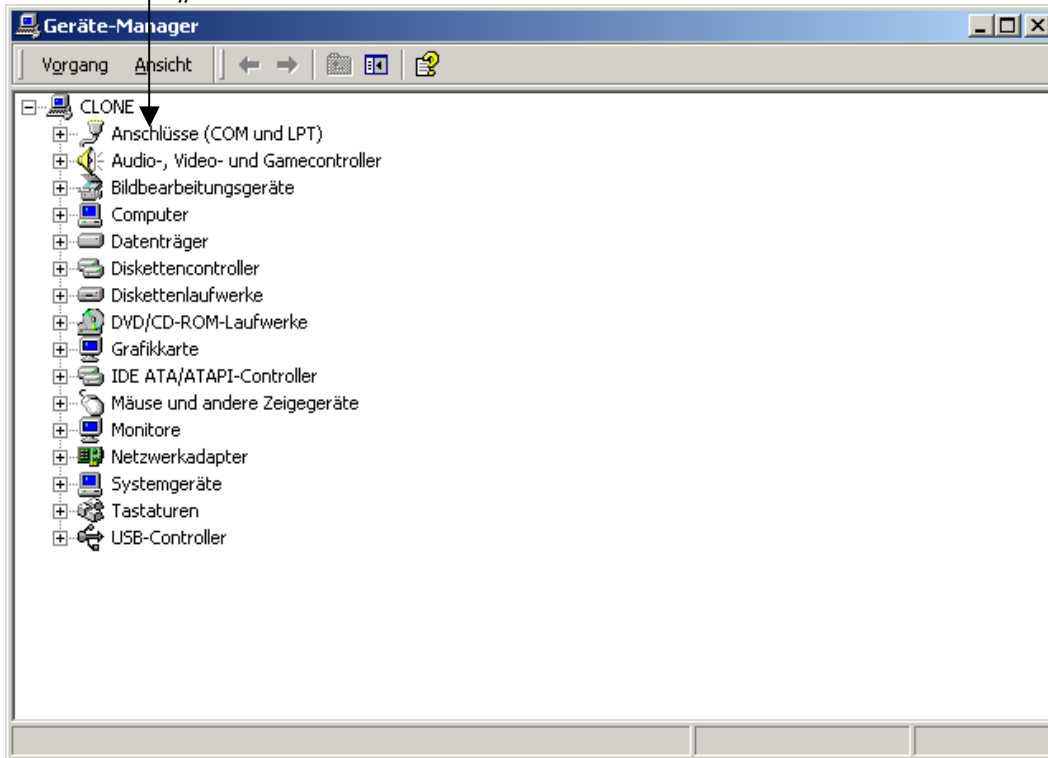 „
Geräte-Manager
Vorgang Ansicht
CLONE
Anschlüsse (COM und LPT)
Audio-, Video- und Gamecontroller
Bildbearbeitungsgeräte
Computer
Datenträger
Diskettencontroller
Diskettenlaufwerke
DVD/CD-ROM-Laufwerke
Grafikkarte
IDE ATA/ATAPI-Controller
Mäuse und andere Zeigegeräte
Monitore
Netzwerkadapter
Systemgeräte
Tastaturen
USB-Controller